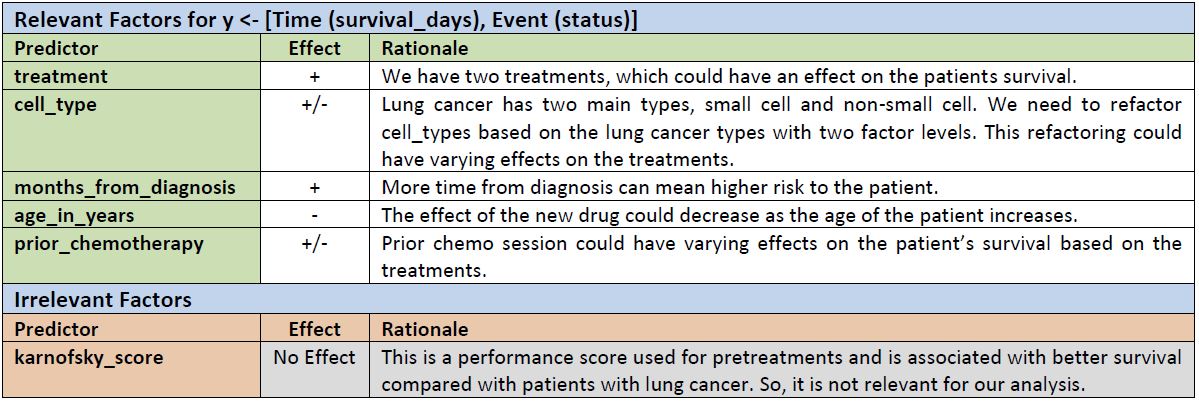 Relevant Factors for y <- [Time (survival_days), Event (status)]
Predictor Effect Rationale
treatment + We have two treatments, which could have an effect on the patients survival.
cell_type +/- Lung cancer has two main types, small cell and non-small cell. We need to refactor
cell_types based on the lung cancer types with two factor levels. This refactoring could
have varying effects on the treatments.
months_from_diagnosis + More time from diagnosis can mean higher risk to the patient.
age_in_years - The effect of the new drug could decrease as the age of the patient increases.
prior_chemotherapy +/- Prior chemo session could have varying effects on the patient’s survival based on the
treatments.
Irrelevant Factors
Predictor Effect Rationale
karnofsky_score No Effect This is a performance score used for pretreatments and is associated with better survival
compared with patients with lung cancer. So, it is not relevant for our analysis.